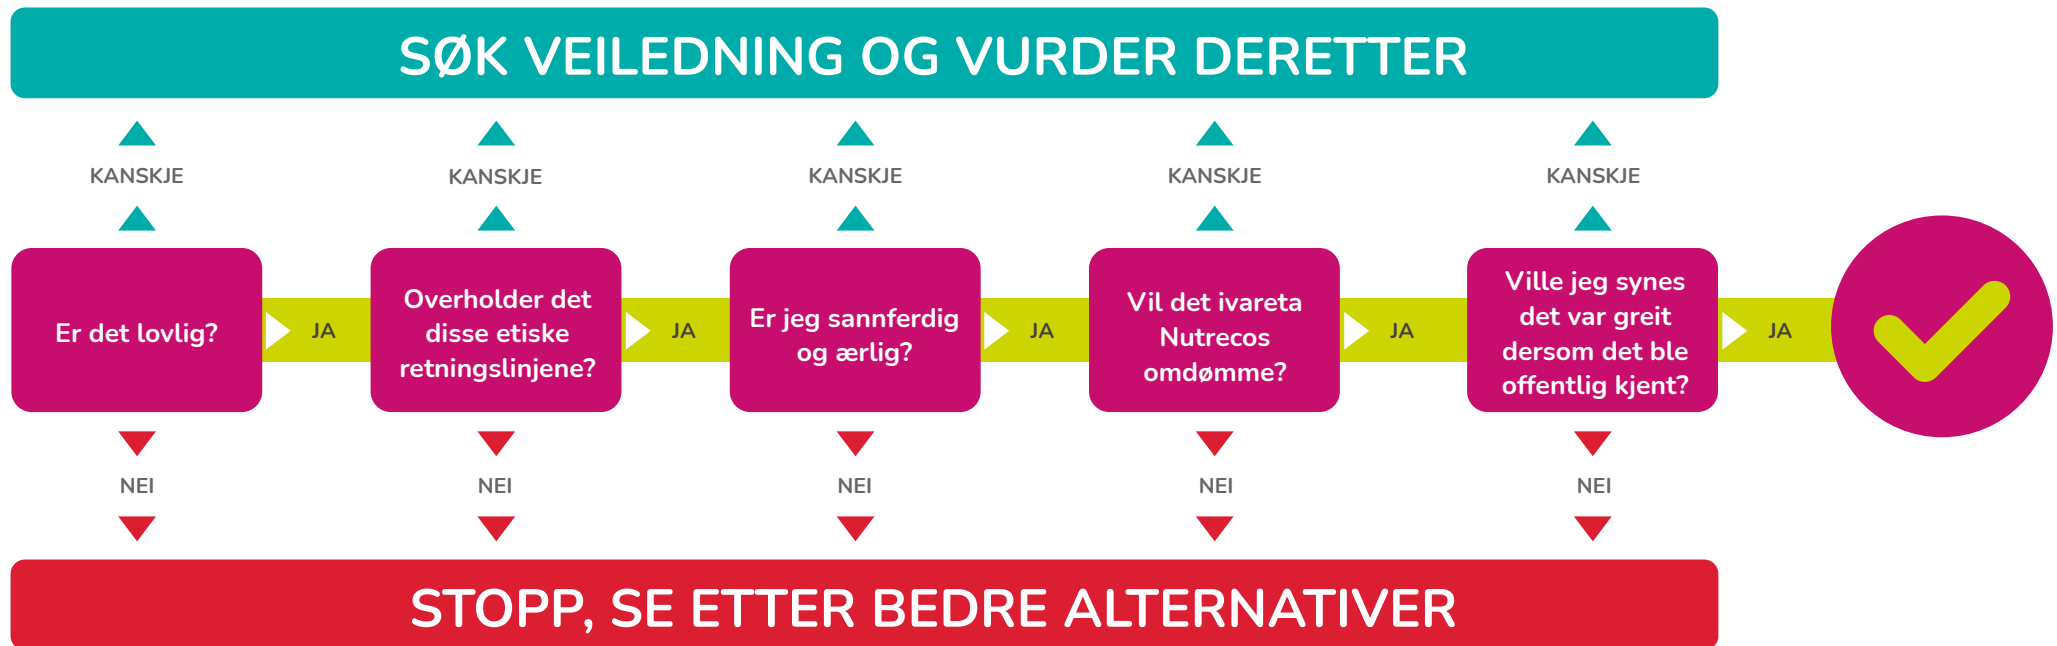 SØK VEILEDNING OG VURDER DERETTER
KANSKJE
KANSKJE
KANSKJE
KANSKJE
KANSKJE
Er det lovlig?
JA
Overholder det
disse etiske
retningslinjene?
JA
Er jeg sannferdig
og ærlig?
JA
Vil det ivareta
Nutrecos
omdømme?
JA
Ville jeg synes
det var greit
dersom det ble
offentlig kjent?
JA
NEI
NEI
NEI
NEI
NEI
STOPP, SE ETTER BEDRE ALTERNATIVER